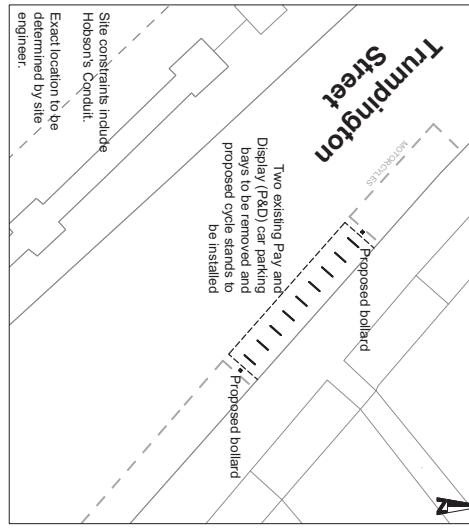 Trumpington
Street
MOTORCYCLES
Proposed bollard
Two existing Pay and
Display (P&D) car parking
bays to be removed and
proposed cycle stands to
be installed
Proposed bollard
Site constraints include
Hobson's Conduit.
Exact location to be
determined by site
engineer.
N